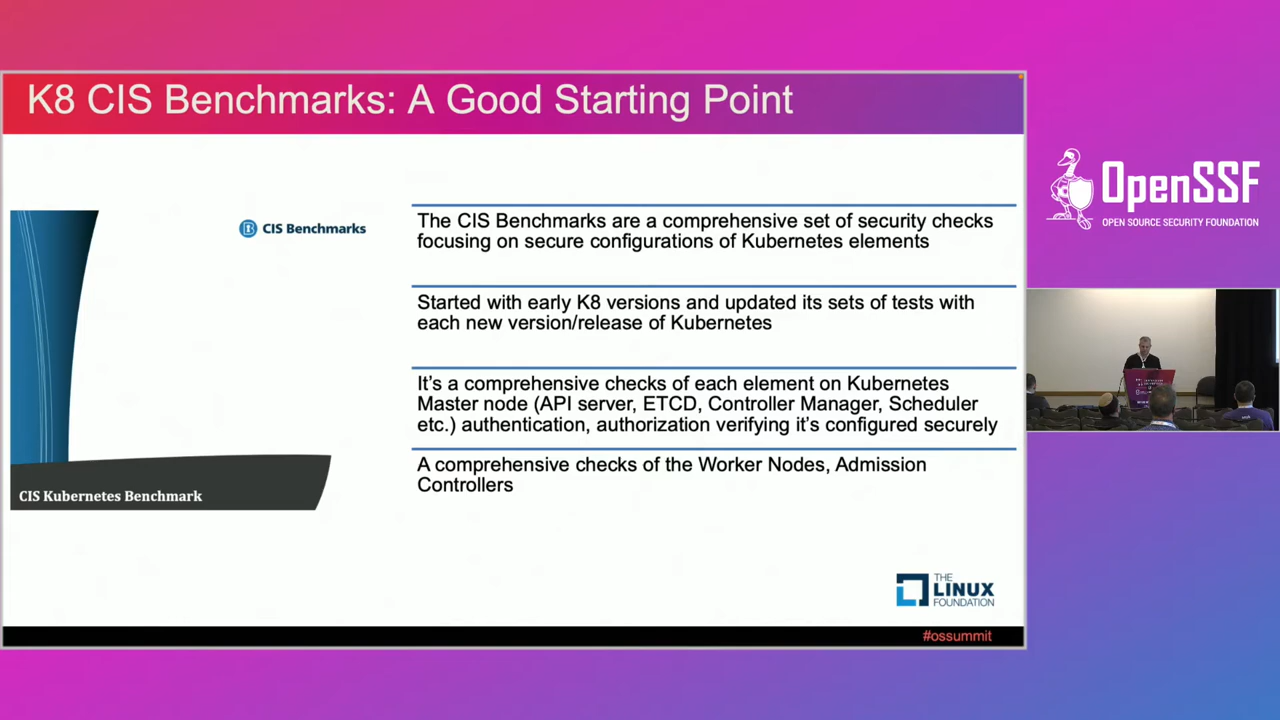 K8 CIS Benchmarks: A Good Starting Point
CIS Benchmarks
CIS Kubernetes Benchmark
The CIS Benchmarks are a comprehensive set of security checks
focusing on secure configurations of Kubernetes elements
Started with early K8 versions and updated its sets of tests with
each new version/release of Kubernetes
It's a comprehensive checks of each element on Kubernetes
Master node (API server, ETCD, Controller Manager, Scheduler
etc.) authentication, authorization verifying it's configured securely
A comprehensive checks of the Worker Nodes, Admission
Controllers
THE
LINUX
FOUNDATION
#ossummit
OpenSSF
OPEN SOURCE SECURITY FOUNDATION